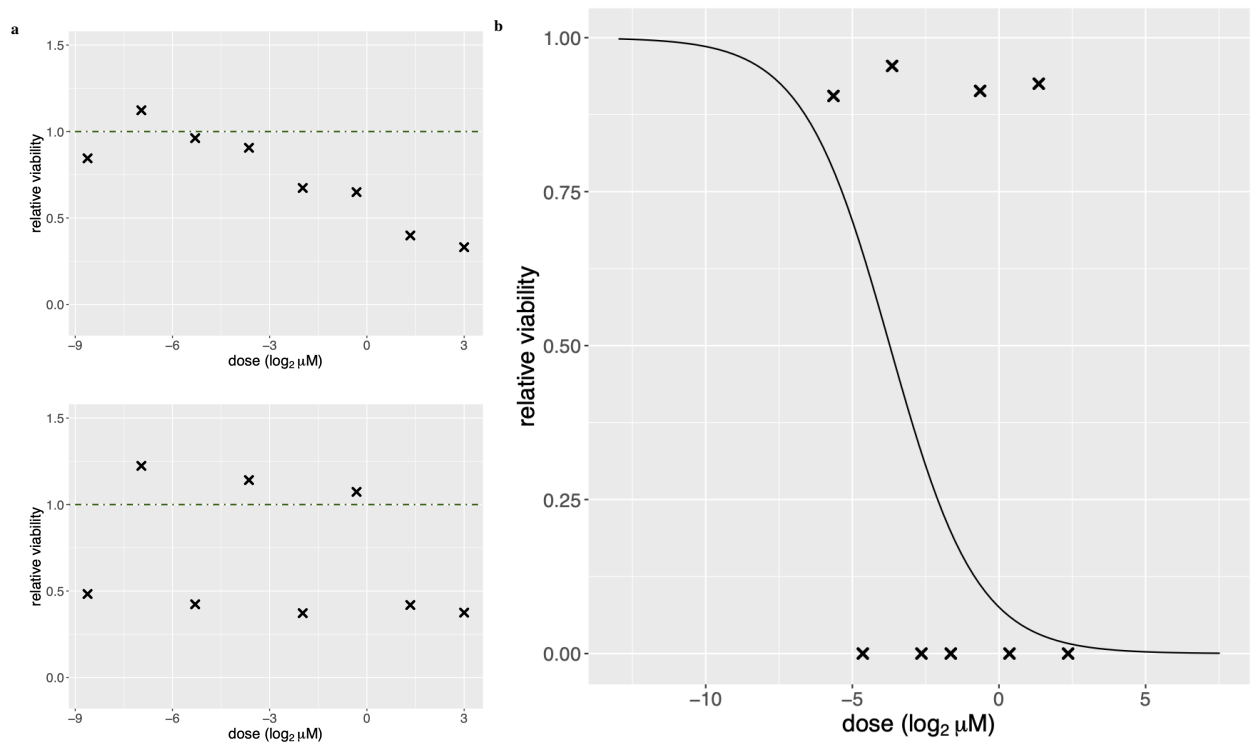 a
1.5
1.0
0.5
0.0
relative viability
−9 −6 −3 0 3
dose (log₂ μM)
1.5
1.0
0.5
0.0
relative viability
−9 −6 −3 0 3
dose (log₂ μM)
b
1.00
0.75
0.50
0.25
0.00
relative viability
−10 −5 0 5
dose (log₂ μM)